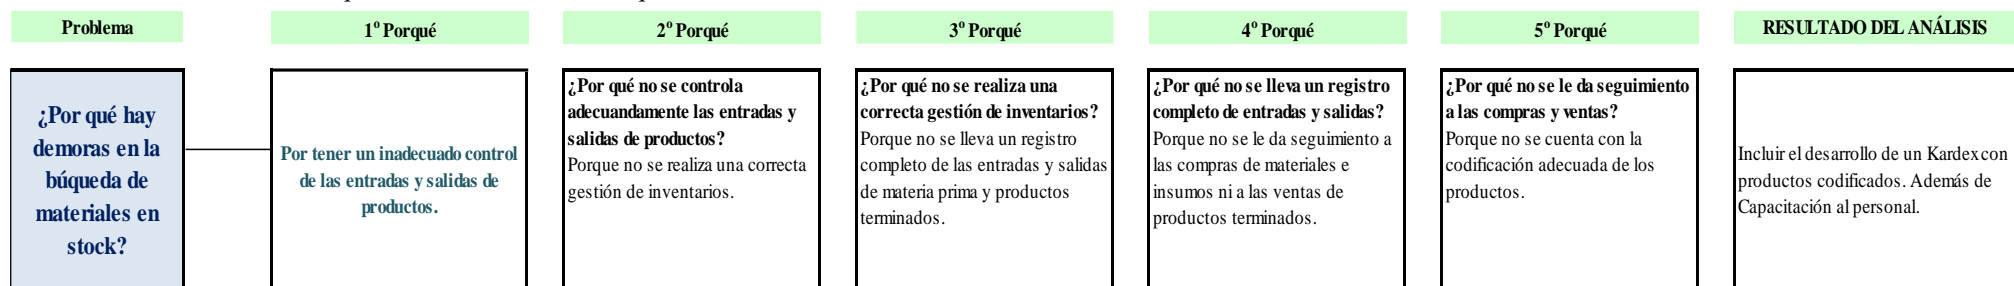 Problema
1º Porqué
2º Porqué
3º Porqué
4º Porqué
5º Porqué
RESULTADO DEL ANÁLISIS
¿Por qué hay
demoras en la
búqueda de
materiales en
stock?
Por tener un inadecuado control
de las entradas y salidas de
productos.
¿Por qué no se controla
adecuandamente las entradas y
salidas de productos?
Porque no se realiza una correcta
gestión de inventarios.
¿Por qué no se realiza una
correcta gestión de inventarios?
Porque no se lleva un registro
completo de las entradas y salidas
de materia prima y productos
terminados.
¿Por qué no se lleva un registro
completo de entradas y salidas?
Porque no se le da seguimiento a
las compras de materiales e
insumos ni a las ventas de
productos terminados.
¿Por qué no se le da seguimiento
a las compras y ventas?
Porque no se cuenta con la
codificación adecuada de los
productos.
Incluir el desarrollo de un Kardex con
productos codificados. Además de
Capacitación al personal.